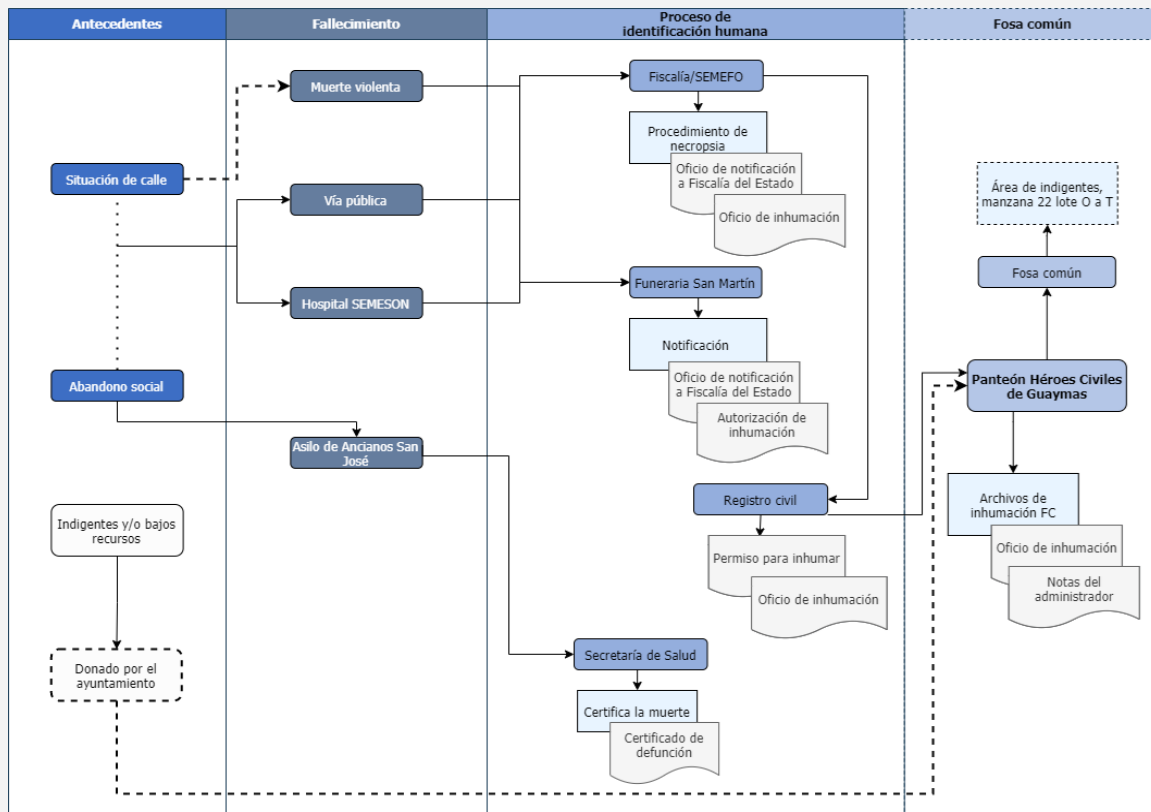 Antecedentes
Fallecimiento
Proceso de
identificación humana
Fosa común
Situación de calle
Abandono social
Indigentes y/o bajos
recursos
Donado por el
ayuntamiento
Muerte violenta
Vía pública
Hospital SEMESON
Asilo de Ancianos San
José
Fiscalía/SEMEFO
Procedimiento de
necropsia
Oficio de notificación
a Fiscalía del Estado
Oficio de inhumación
Funeraria San Martín
Notificación
Oficio de notificación
a Fiscalía del Estado
Autorización de
inhumación
Registro civil
Permiso para inhumar
Oficio de inhumación
Secretaría de Salud
Certifica la muerte
Certificado de
defunción
Área de indigentes,
manzana 22 lote O a T
Fosa común
Panteón Héroes Civiles
de Guaymas
Archivos de
inhumación FC
Oficio de inhumación
Notas del
administrador